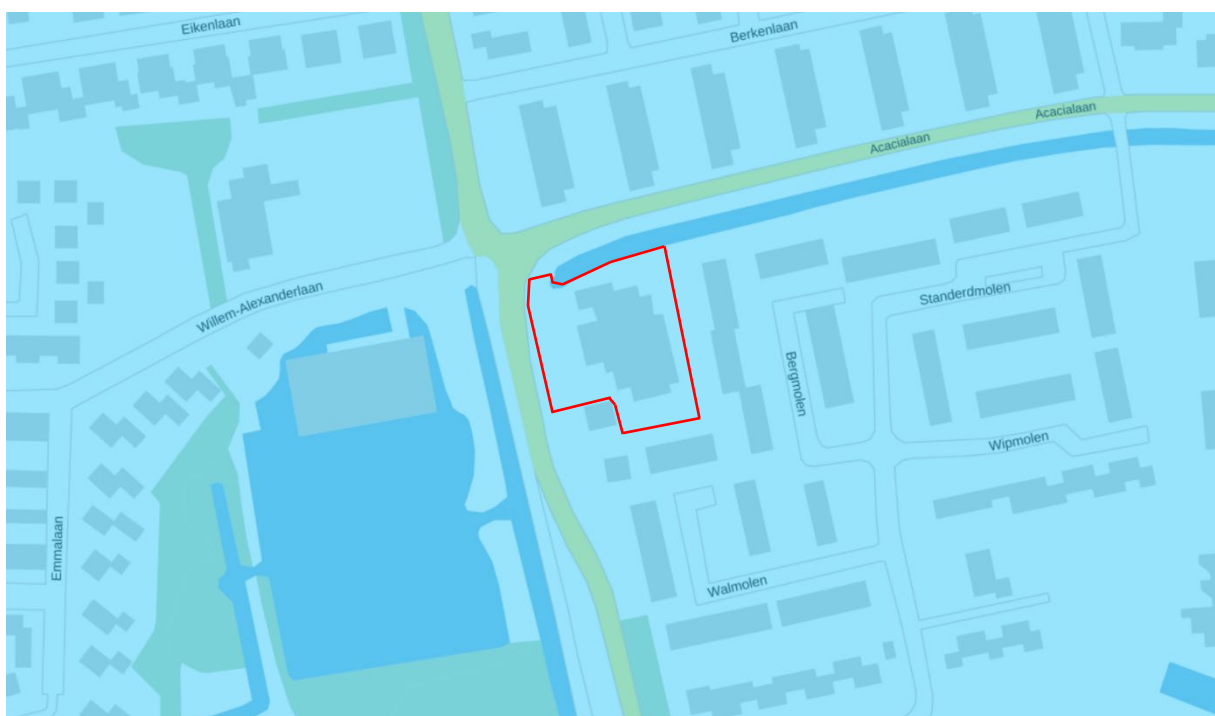 Eikenlaan
Berkenlaan
Acacialaan
Acacialaan
Willem-Alexanderlaan
Standerdmolen
Bergmolen
Wipmolen
Emmalaan
Walmolen